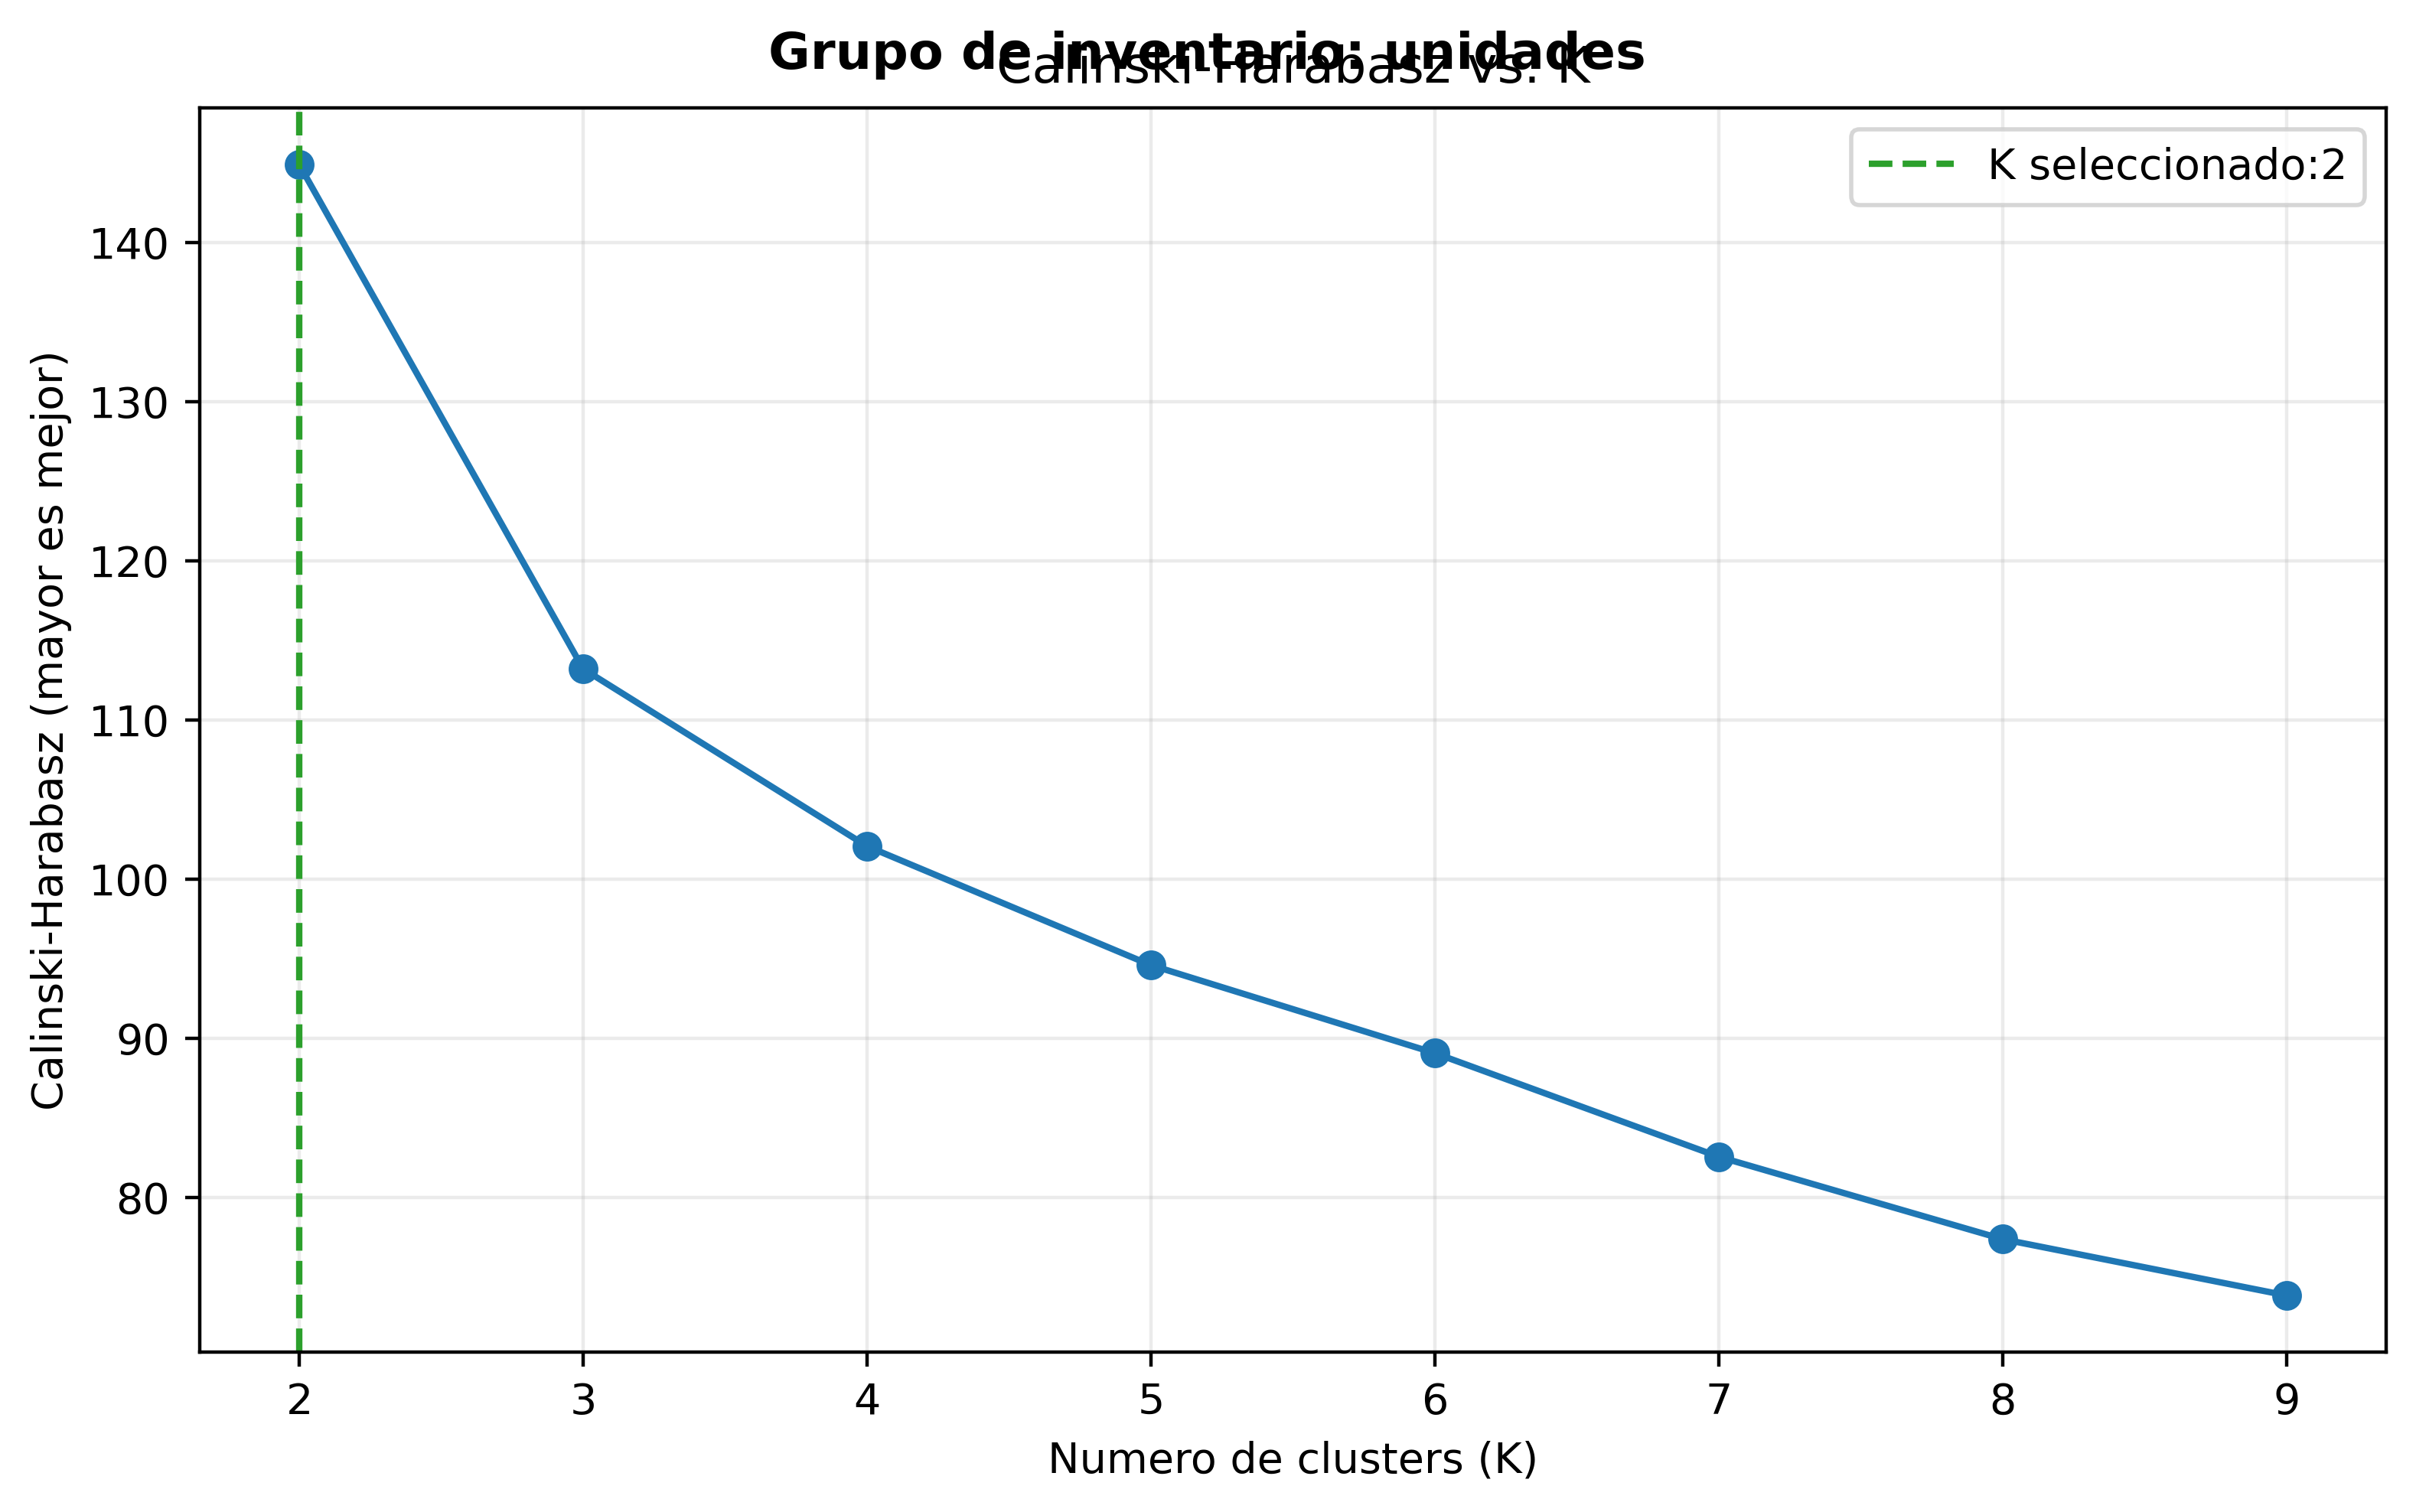 Grupo de inventario: unidades
Calinski-Harabasz vs. K
K seleccionado:2
Calinski-Harabasz (mayor es mejor)
140
130
120
110
100
90
80
2 3 4 5 6 7 8 9
Numero de clusters (K)